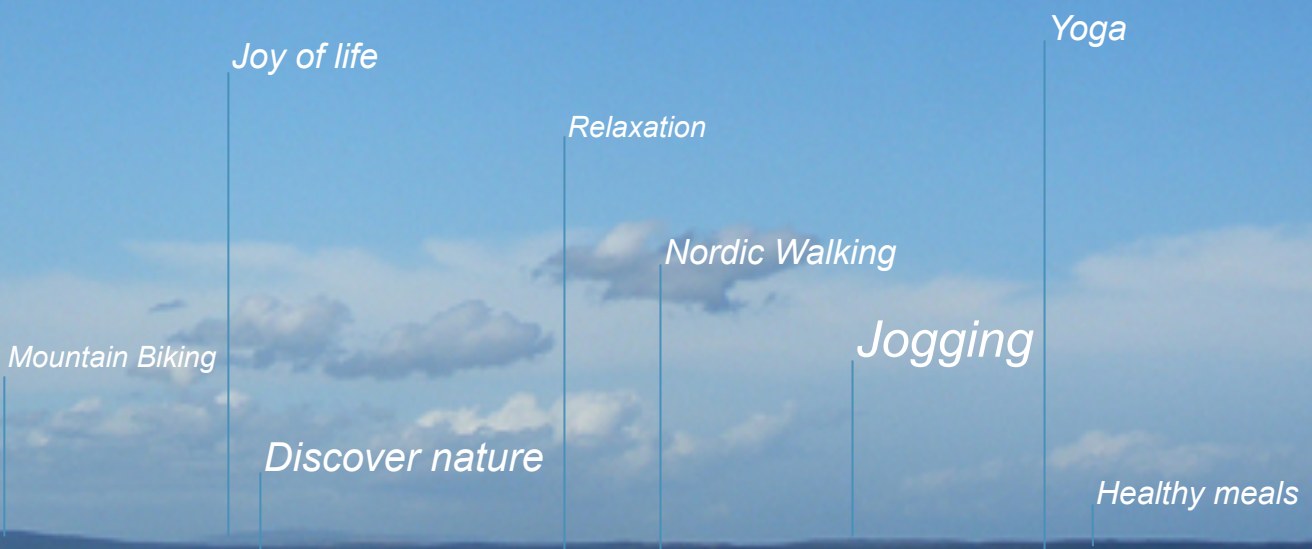 Yoga
Joy of life
Relaxation
Nordic Walking
Jogging
Mountain Biking
Discover nature
Healthy meals